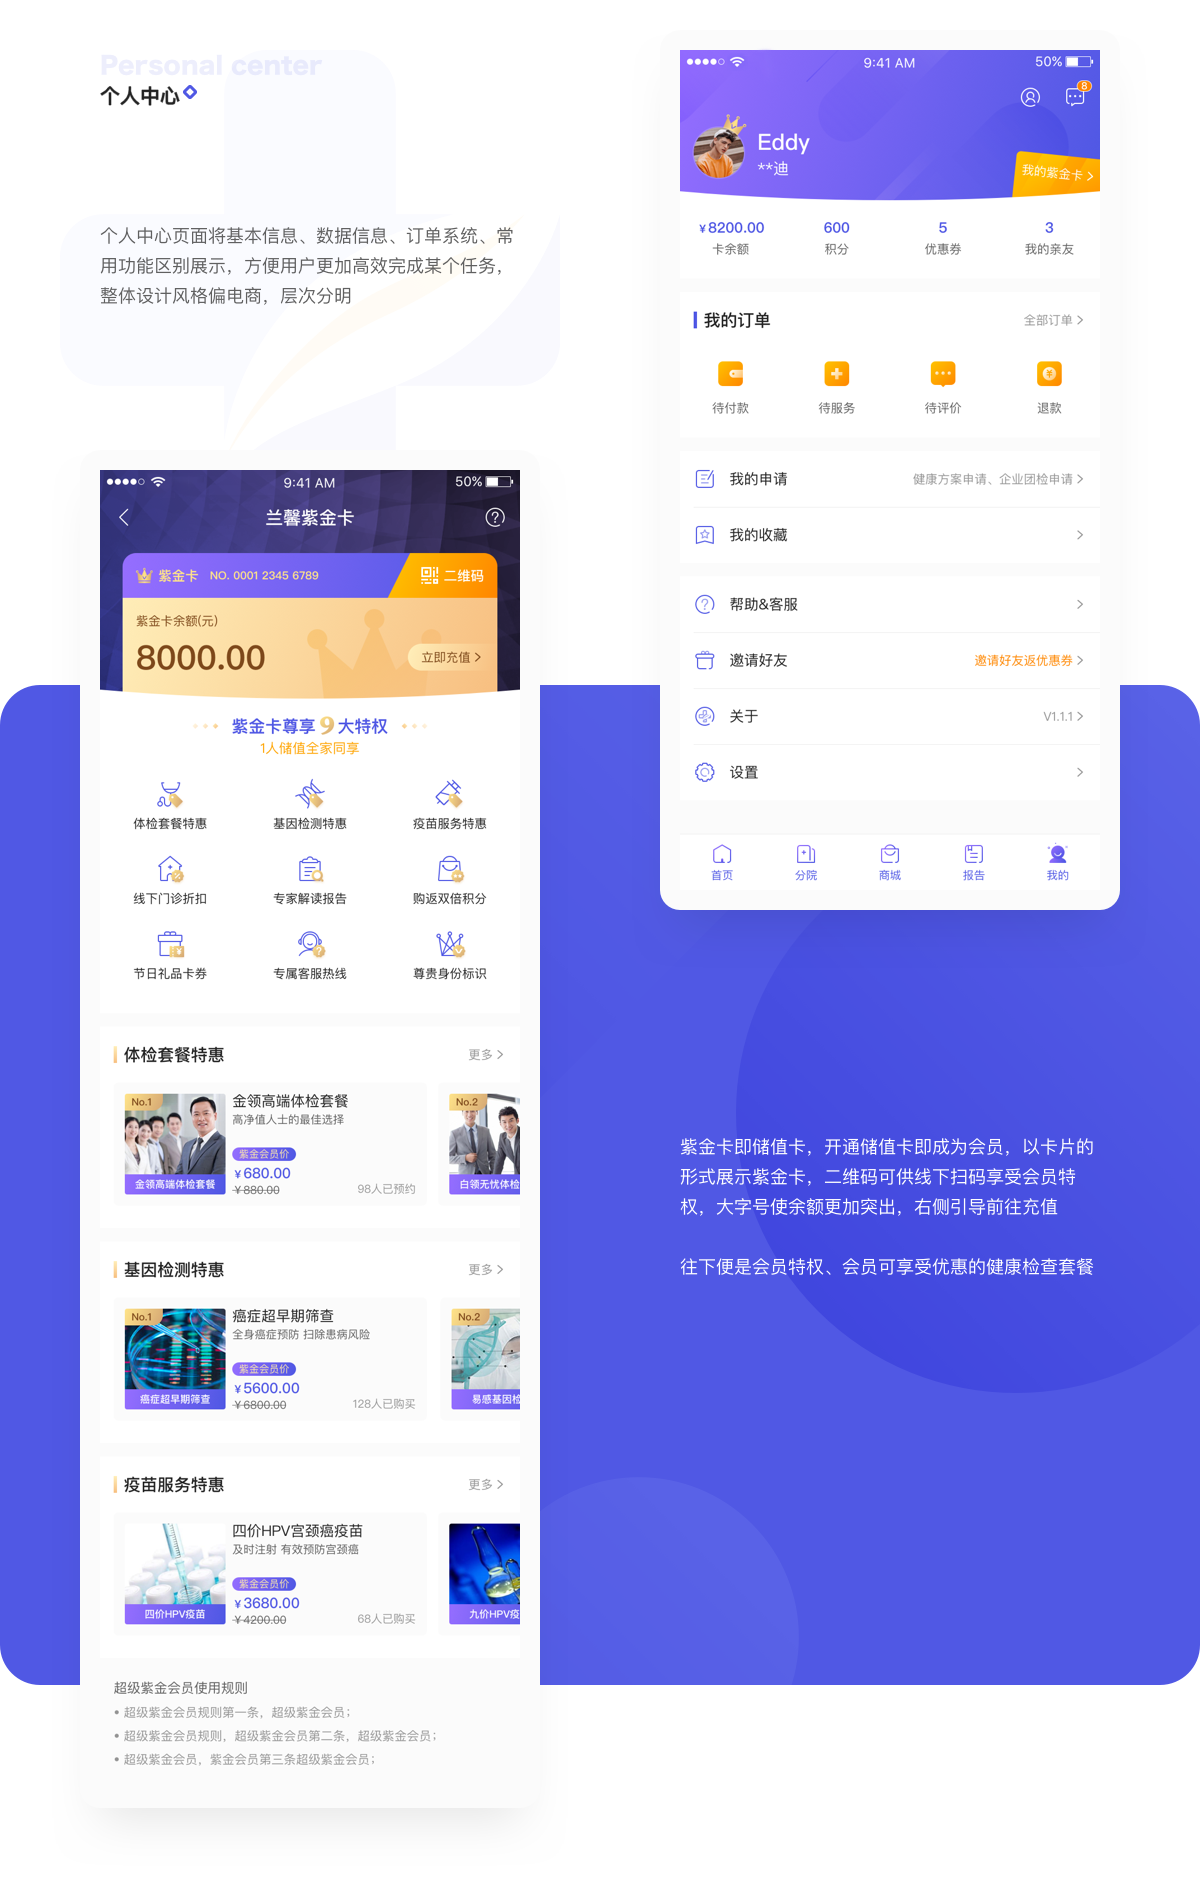 Personal center
个人中心
个人中心页面将基本信息、数据信息、订单系统、常
用功能区别展示，方便用户更加高效完成某个任务，
整体设计风格偏电商，层次分明
9:41 AM
50%
8
Eddy
**迪
我的紫金卡
¥8200.00
600
5
3
卡余额
积分
优惠券
我的亲友
我的订单
全部订单
待付款
待服务
待评价
退款
我的申请
健康方案申请、企业团检申请
我的收藏
帮助&客服
邀请好友
邀请好友返优惠券
关于
V1.1.1
设置
首页
分院
商城
报告
我的
9:41 AM
50%
兰馨紫金卡
紫金卡
NO. 0001 2345 6789
二维码
紫金卡余额(元)
8000.00
立即充值
紫金卡尊享9大特权
1人储值全家同享
体检套餐特惠
基因检测特惠
疫苗服务特惠
线下门诊折扣
专家解读报告
购返双倍积分
节日礼品卡券
专属客服热线
尊贵身份标识
体检套餐特惠
更多
No.1
金领高端体检套餐
金领高端体检套餐
高净值人士的最佳选择
紫金会员价
¥680.00
¥880.00
98人已预约
No.2
白领无忧体检
基因检测特惠
更多
No.1
癌症超早期筛查
癌症超早期筛查
全身癌症预防 扫除患病风险
紫金会员价
¥5600.00
¥6800.00
128人已购买
No.2
易感基因检
疫苗服务特惠
更多
四价HPV疫苗
四价HPV宫颈癌疫苗
及时注射 有效预防宫颈癌
紫金会员价
¥3680.00
¥4200.00
68人已购买
九价HPV疫
超级紫金会员使用规则
• 超级紫金会员规则第一条，超级紫金会员；
• 超级紫金会员规则，超级紫金会员第二条，超级紫金会员；
• 超级紫金会员，紫金会员第三条超级紫金会员；
紫金卡即储值卡，开通储值卡即成为会员，以卡片的
形式展示紫金卡，二维码可供线下扫码享受会员特
权，大字号使余额更加突出，右侧引导前往充值
往下便是会员特权、会员可享受优惠的健康检查套餐